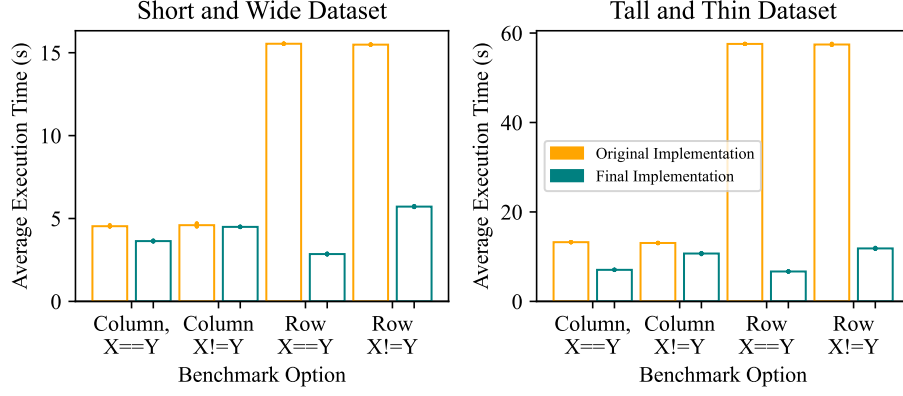 Short and Wide Dataset
Average Execution Time (s)
15
10
5
0
Column, X==Y
Column X!=Y
Row X==Y
Row X!=Y
Benchmark Option
Tall and Thin Dataset
Average Execution Time (s)
60
40
20
0
Original Implementation
Final Implementation
Column, X==Y
Column X!=Y
Row X==Y
Row X!=Y
Benchmark Option